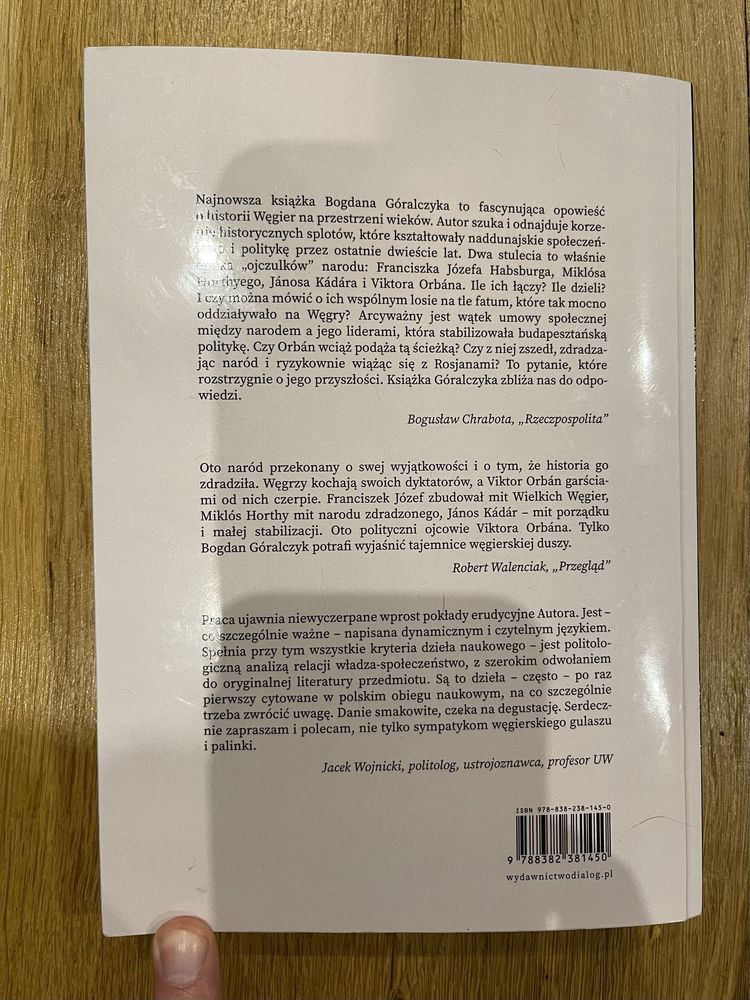 Najnowsza książka Bogdana Góralczyka to fascynująca opowieść
o historii Węgier na przestrzeni wieków. Autor szuka i odnajduje korze-
historycznych splotów, które kształtowały naddunajskie społeczeń-
i politykę przez ostatnie dwieście lat. Dwa stulecia to właśnie
„ojczulków” narodu: Franciszka Józefa Habsburga, Miklósa
Horthyego, Jánosa Kádára i Viktora Orbána. Ile ich łączy? Ile dzieli?
I czy można mówić o ich wspólnym losie na tle fatum, które tak mocno
oddziaływało na Węgry? Arcyważny jest wątek umowy społecznej
między narodem a jego liderami, która stabilizowała budapesztańską
politykę. Czy Orbán wciąż podąża tą ścieżką? Czy z niej zszedł, zdradza-
jąc naród i ryzykownie wiążąc się z Rosjanami? To pytanie, które
rozstrzygnie o jego przyszłości. Książka Góralczyka zbliża nas do odpo-
wiedzi.
Bogusław Chrabota, „Rzeczpospolita”
Oto naród przekonany o swej wyjątkowości i o tym, że historia go
zdradziła. Węgrzy kochają swoich dyktatorów, a Viktor Orbán garścia-
mi od nich czerpie. Franciszek Józef zbudował mit Wielkich Węgier,
Miklós Horthy mit narodu zdradzonego, János Kádár – mit porządku
i małej stabilizacji. Oto polityczni ojcowie Viktora Orbána. Tylko
Bogdan Góralczyk potrafi wyjaśnić tajemnice węgierskiej duszy.
Robert Walenciak, „Przegląd”
Praca ujawnia niewyczerpane wprost pokłady erudycyjne Autora. Jest –
co szczególnie ważne – napisana dynamicznym i czytelnym językiem.
Spełnia przy tym wszystkie kryteria dzieła naukowego – jest politolo-
giczną analizą relacji władza-społeczeństwo, z szerokim odwołaniem
do oryginalnej literatury przedmiotu. Są to dzieła – często – po raz
pierwszy cytowane w polskim obiegu naukowym, na co szczególnie
trzeba zwrócić uwagę. Danie smakowite, czeka na degustację. Serdecz-
nie zapraszam i polecam, nie tylko sympatykom węgierskiego gulaszu
i palinki.
Jacek Wojnicki, politolog, ustrojoznawca, profesor UW
ISBN 978-838-238-145-0
9 788382 381450
wydawnictwodialog.pl